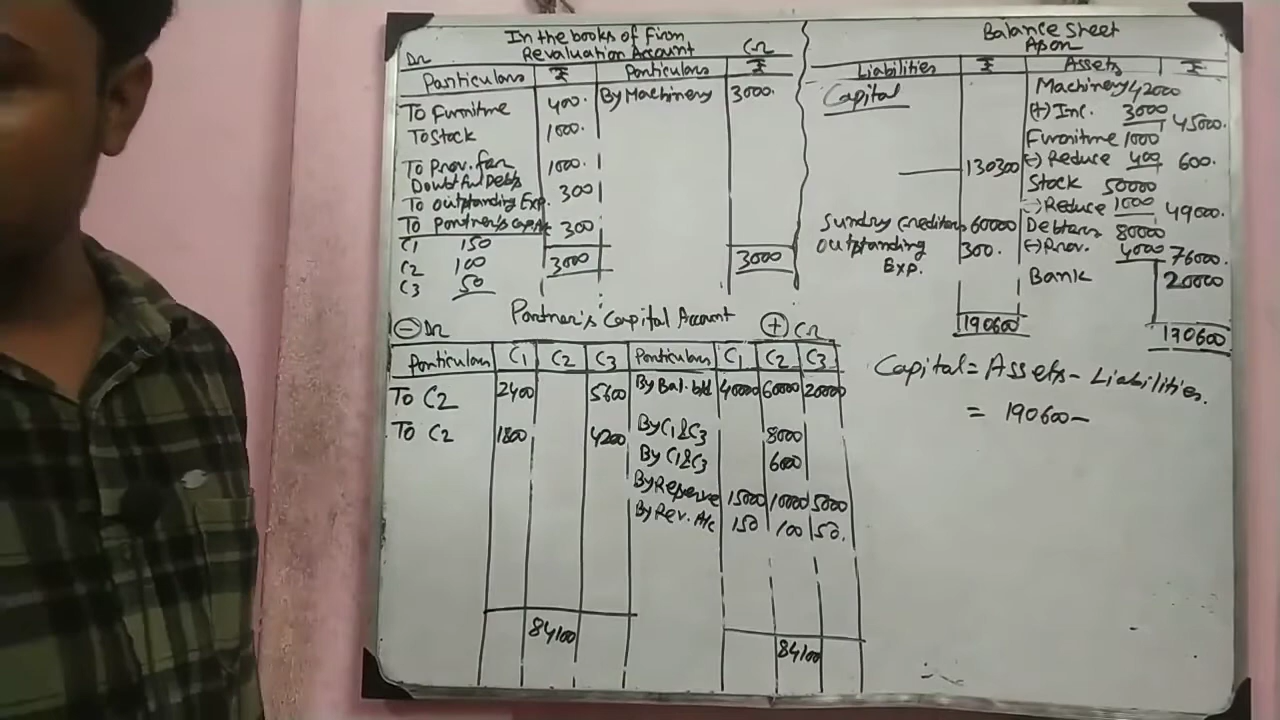 In the books of Firm
Revaluation Account
Dr Cr
Particulars ₹ Particulars ₹
To Furniture 400. By Machinery 3000.
To Stock 1000.
To Prov. for 1000.
Doubtful Debts
To outstanding Exp. 300
To Partner's capital 300
C1 150
C2 100 3000 3000
C3 50
Partner's Capital Account
⊖ Dr ⊕ Cr
Particulars C1 C2 C3 Particulars C1 C2 C3
To C2 2400 5600 By Bal. b/d 40000 60000 20000
To C2 1800 4200 By C1&C3 8000
By C1&C3 6000
By Reserve 15000 10000 5000
By Rev. A/c 150 100 50.
84100 84100
Balance Sheet
Liabilities ₹ Assets ₹
Capital Machinery 42000
(+) Inc. 3000 45000.
Furniture 1000
130300 (-) Reduce 400 600.
Stock 50000
(-) Reduce 1000 49000.
Sundry Creditors 60000 Debtors 80000
outstanding 300. (-) Prov. 4000 76000.
Exp. Bank 20000
190600 190600
Capital = Assets - Liabilities.
= 190600 -